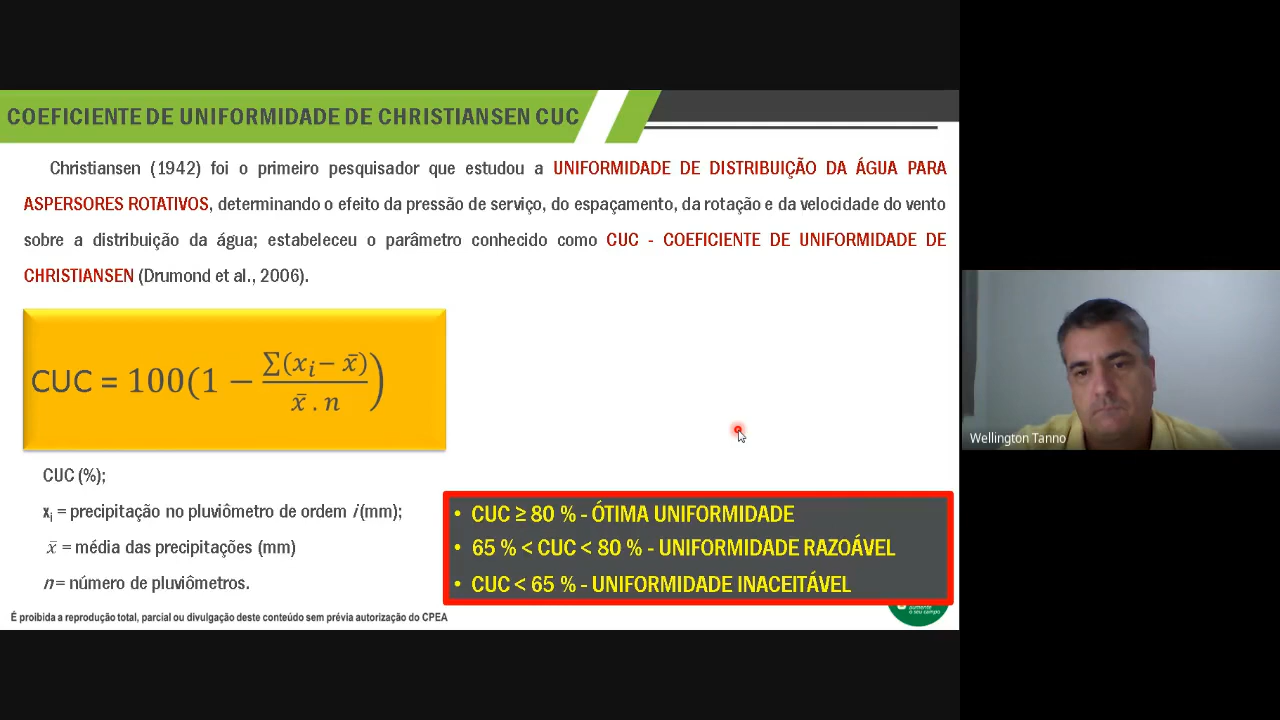 COEFICIENTE DE UNIFORMIDADE DE CHRISTIANSEN CUC
Christiansen (1942) foi o primeiro pesquisador que estudou a UNIFORMIDADE DE DISTRIBUIÇÃO DA ÁGUA PARA
ASPERSORES ROTATIVOS, determinando o efeito da pressão de serviço, do espaçamento, da rotação e da velocidade do vento
sobre a distribuição da água; estabeleceu o parâmetro conhecido como CUC - COEFICIENTE DE UNIFORMIDADE DE
CHRISTIANSEN (Drumond et al., 2006).
CUC = 100(1 − ∑(xᵢ− x̄) / x̄ . n)
CUC (%);
xᵢ = precipitação no pluviômetro de ordem i (mm);
x̄ = média das precipitações (mm)
n= número de pluviômetros.
• CUC ≥ 80 % - ÓTIMA UNIFORMIDADE
• 65 % < CUC < 80 % - UNIFORMIDADE RAZOÁVEL
• CUC < 65 % - UNIFORMIDADE INACEITÁVEL
É proibida a reprodução total, parcial ou divulgação deste conteúdo sem prévia autorização do CPEA
o seu campo
Wellington Tanno